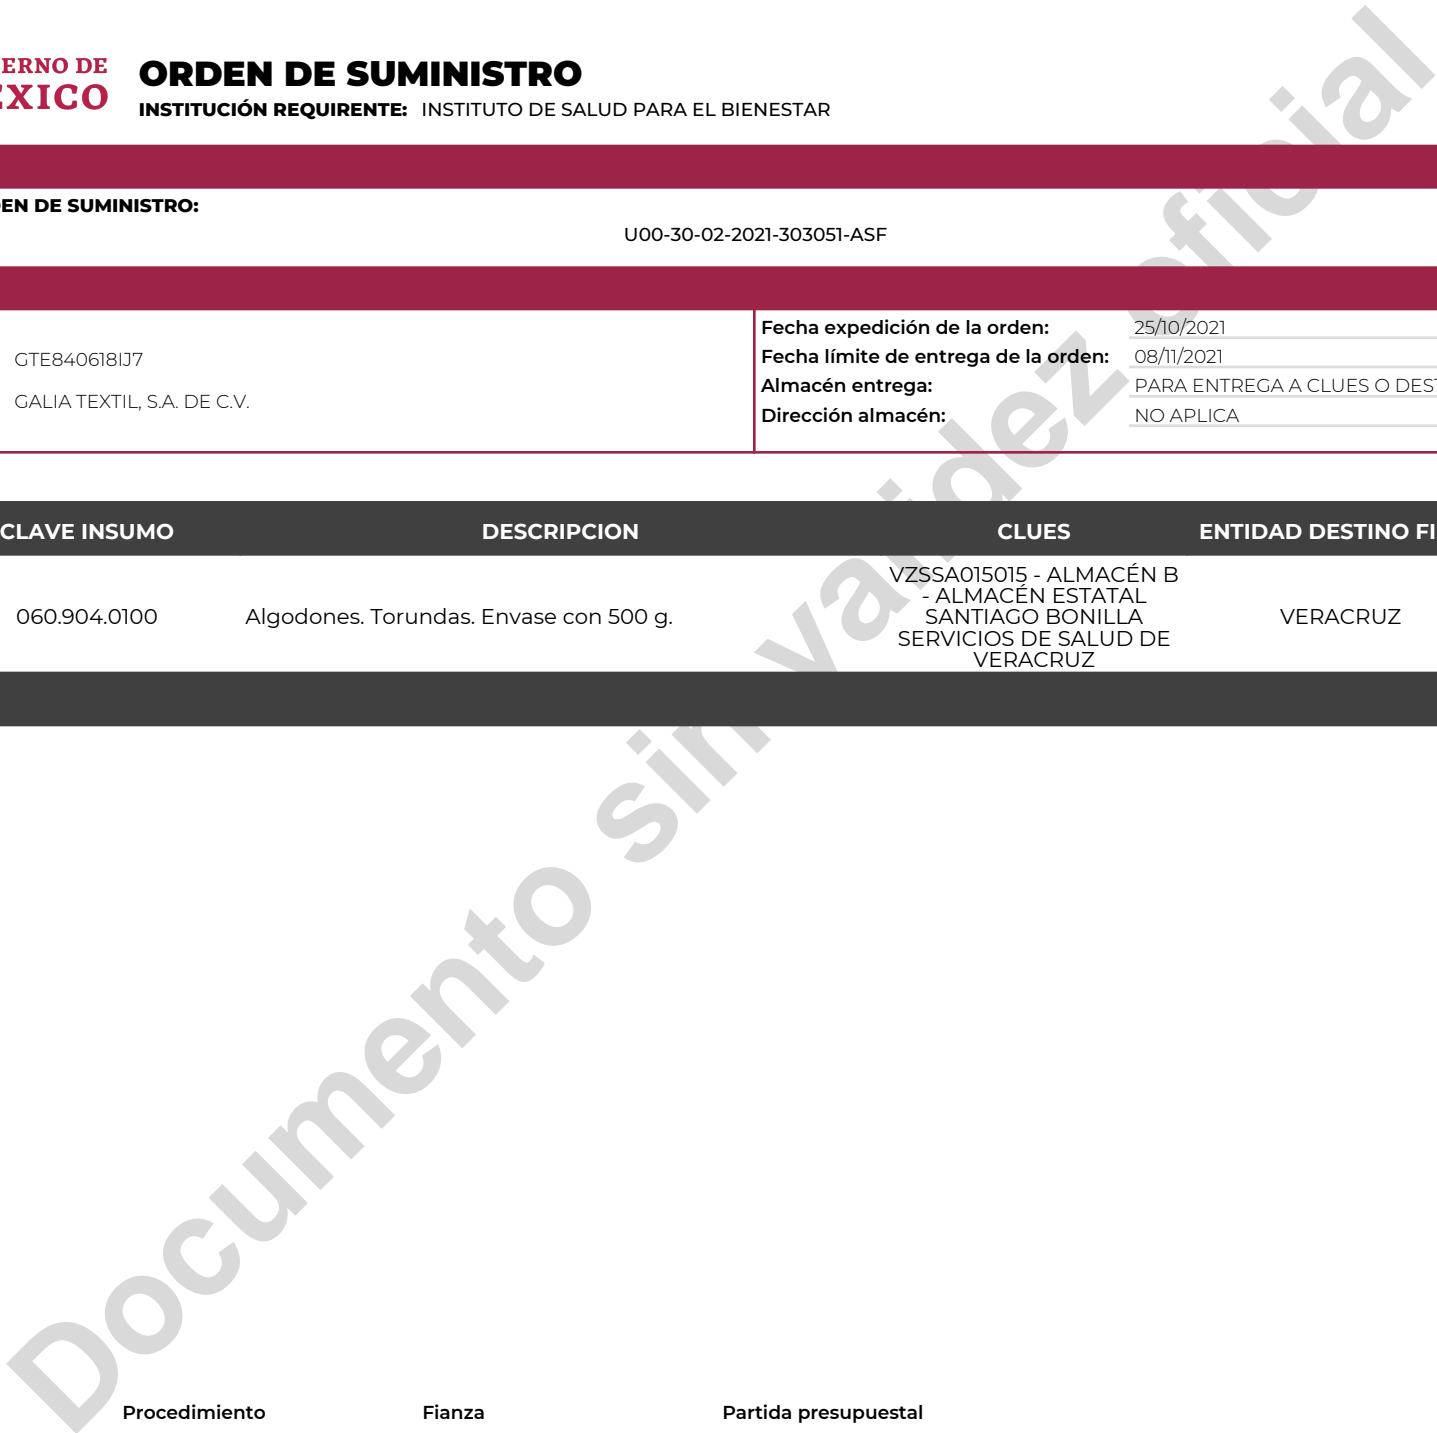 ERNO DE
EXICO
ORDEN DE SUMINISTRO
INSTITUCIÓN REQUIRENTE: INSTITUTO DE SALUD PARA EL BIENESTAR
EN DE SUMINISTRO:
U00-30-02-2021-303051-ASF
GTE840618IJ7
GALIA TEXTIL, S.A. DE C.V.
Fecha expedición de la orden: 25/10/2021
Fecha límite de entrega de la orden: 08/11/2021
Almacén entrega: PARA ENTREGA A CLUES O DEST
Dirección almacén: NO APLICA
CLAVE INSUMO DESCRIPCION CLUES ENTIDAD DESTINO FI
060.904.0100 Algodones. Torundas. Envase con 500 g.
VZSSA015015 - ALMACÉN B
- ALMACÉN ESTATAL
SANTIAGO BONILLA
SERVICIOS DE SALUD DE
VERACRUZ
VERACRUZ
Documento sin validez oficial
Procedimiento Fianza Partida presupuestal